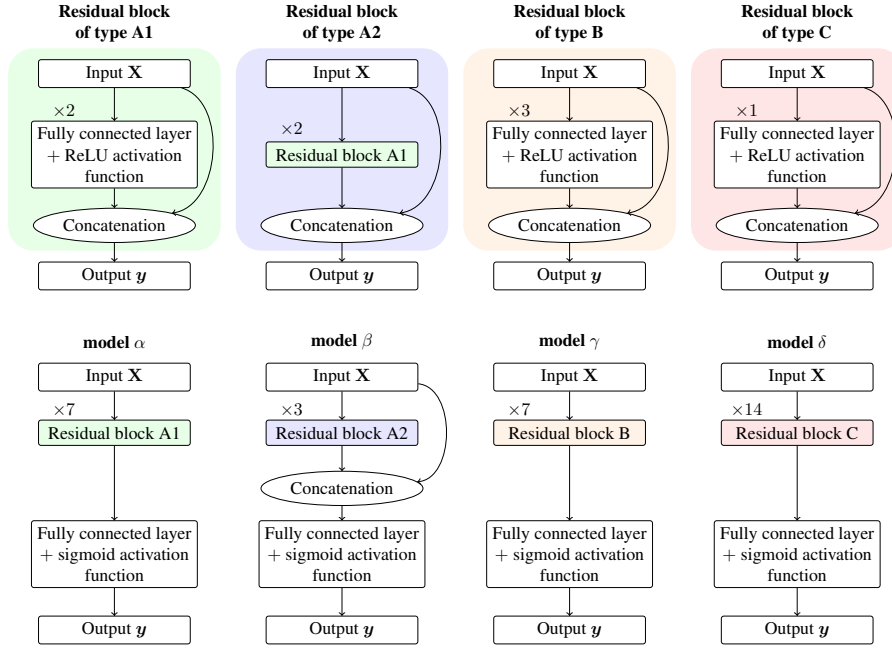 Residual block
of type A1
Input X
×2
Fully connected layer
+ ReLU activation
function
Concatenation
Output y
Residual block
of type A2
Input X
×2
Residual block A1
Concatenation
Output y
Residual block
of type B
Input X
×3
Fully connected layer
+ ReLU activation
function
Concatenation
Output y
Residual block
of type C
Input X
×1
Fully connected layer
+ ReLU activation
function
Concatenation
Output y
model α
Input X
×7
Residual block A1
Fully connected layer
+ sigmoid activation
function
Output y
model β
Input X
×3
Residual block A2
Concatenation
Fully connected layer
+ sigmoid activation
function
Output y
model γ
Input X
×7
Residual block B
Fully connected layer
+ sigmoid activation
function
Output y
model δ
Input X
×14
Residual block C
Fully connected layer
+ sigmoid activation
function
Output y